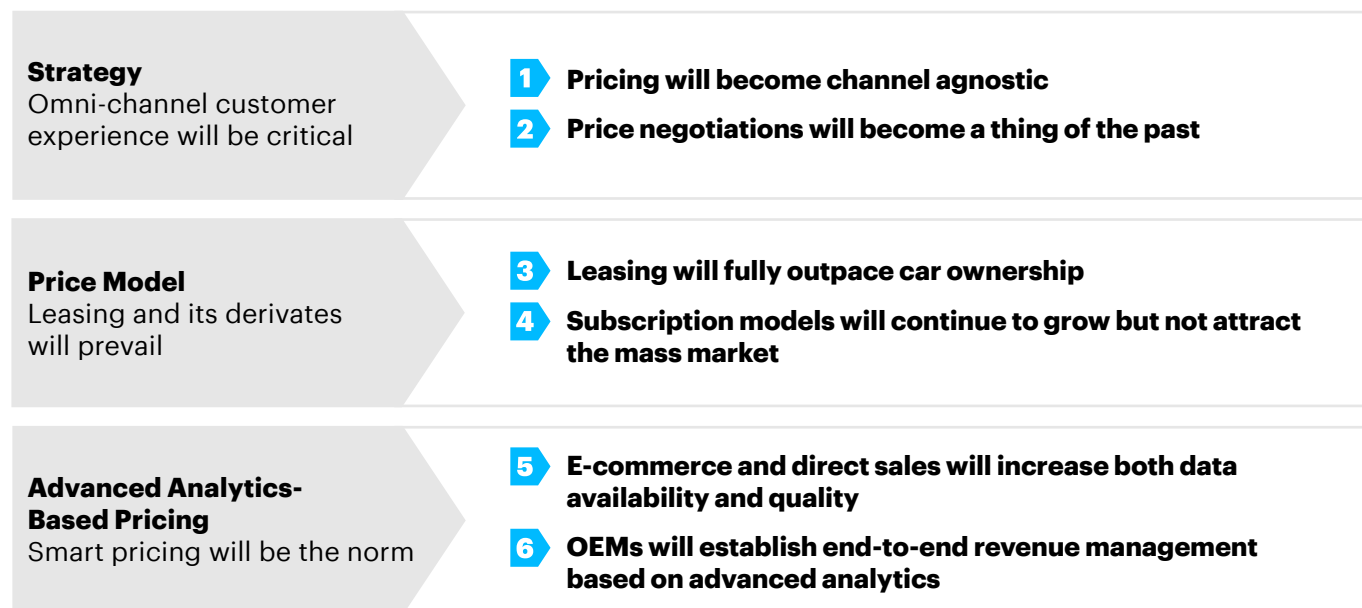 Strategy
Omni-channel customer
experience will be critical
1 Pricing will become channel agnostic
2 Price negotiations will become a thing of the past
Price Model
Leasing and its derivates
will prevail
3 Leasing will fully outpace car ownership
4 Subscription models will continue to grow but not attract
the mass market
Advanced Analytics-
Based Pricing
Smart pricing will be the norm
5 E-commerce and direct sales will increase both data
availability and quality
6 OEMs will establish end-to-end revenue management
based on advanced analytics